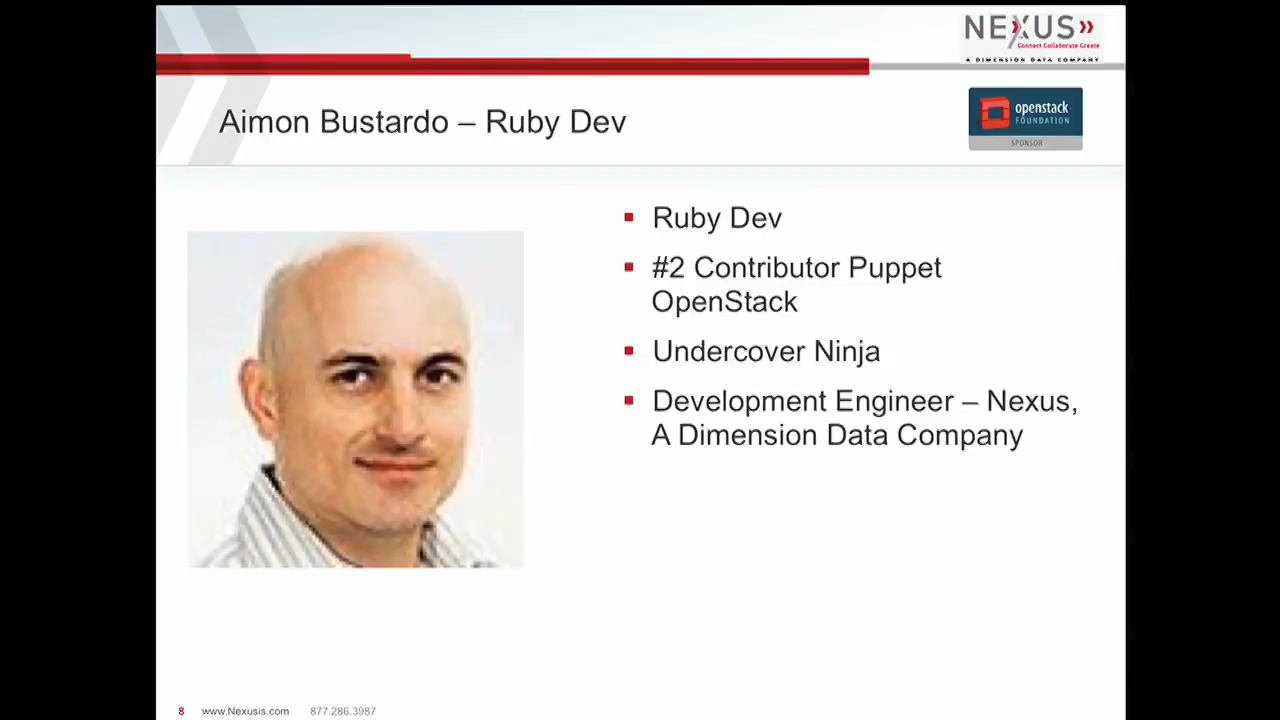 NEXUS
Connect Collaborate Create
A DIMENSION DATA COMPANY
Aimon Bustardo – Ruby Dev
openstack
FOUNDATION
SPONSOR
Ruby Dev
#2 Contributor Puppet
OpenStack
Undercover Ninja
Development Engineer – Nexus,
A Dimension Data Company
8 www.Nexusis.com 877.286.3987